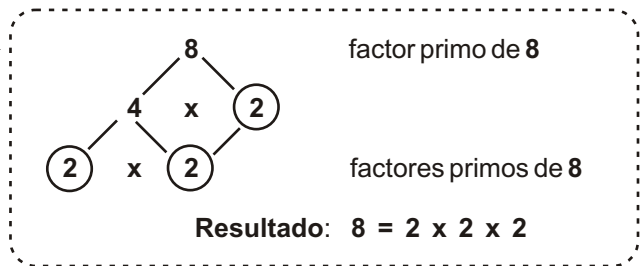 8 factor primo de 8
4 x 2
2 x 2 factores primos de 8
Resultado: 8 = 2 x 2 x 2